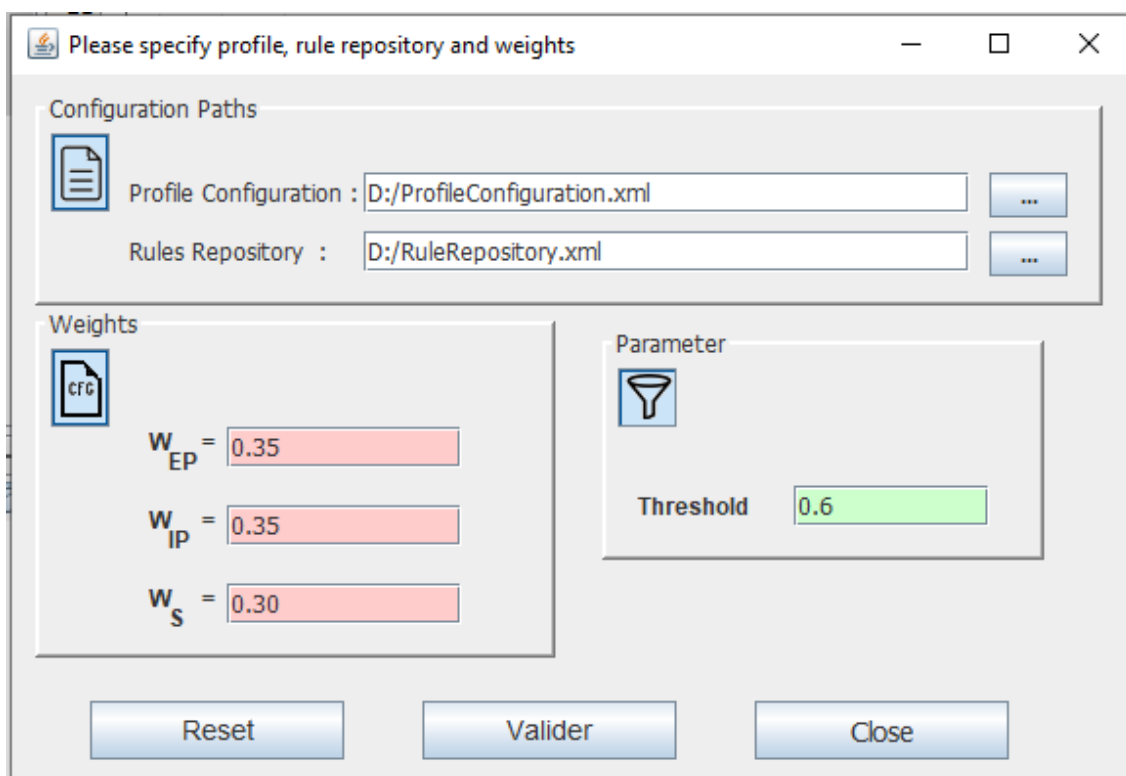 Please specify profile, rule repository and weights
Configuration Paths
Profile Configuration : D:/ProfileConfiguration.xml ...
Rules Repository : D:/RuleRepository.xml ...
Weights
CFG
W EP = 0.35
W IP = 0.35
W S = 0.30
Parameter
Threshold 0.6
Reset Valider Close